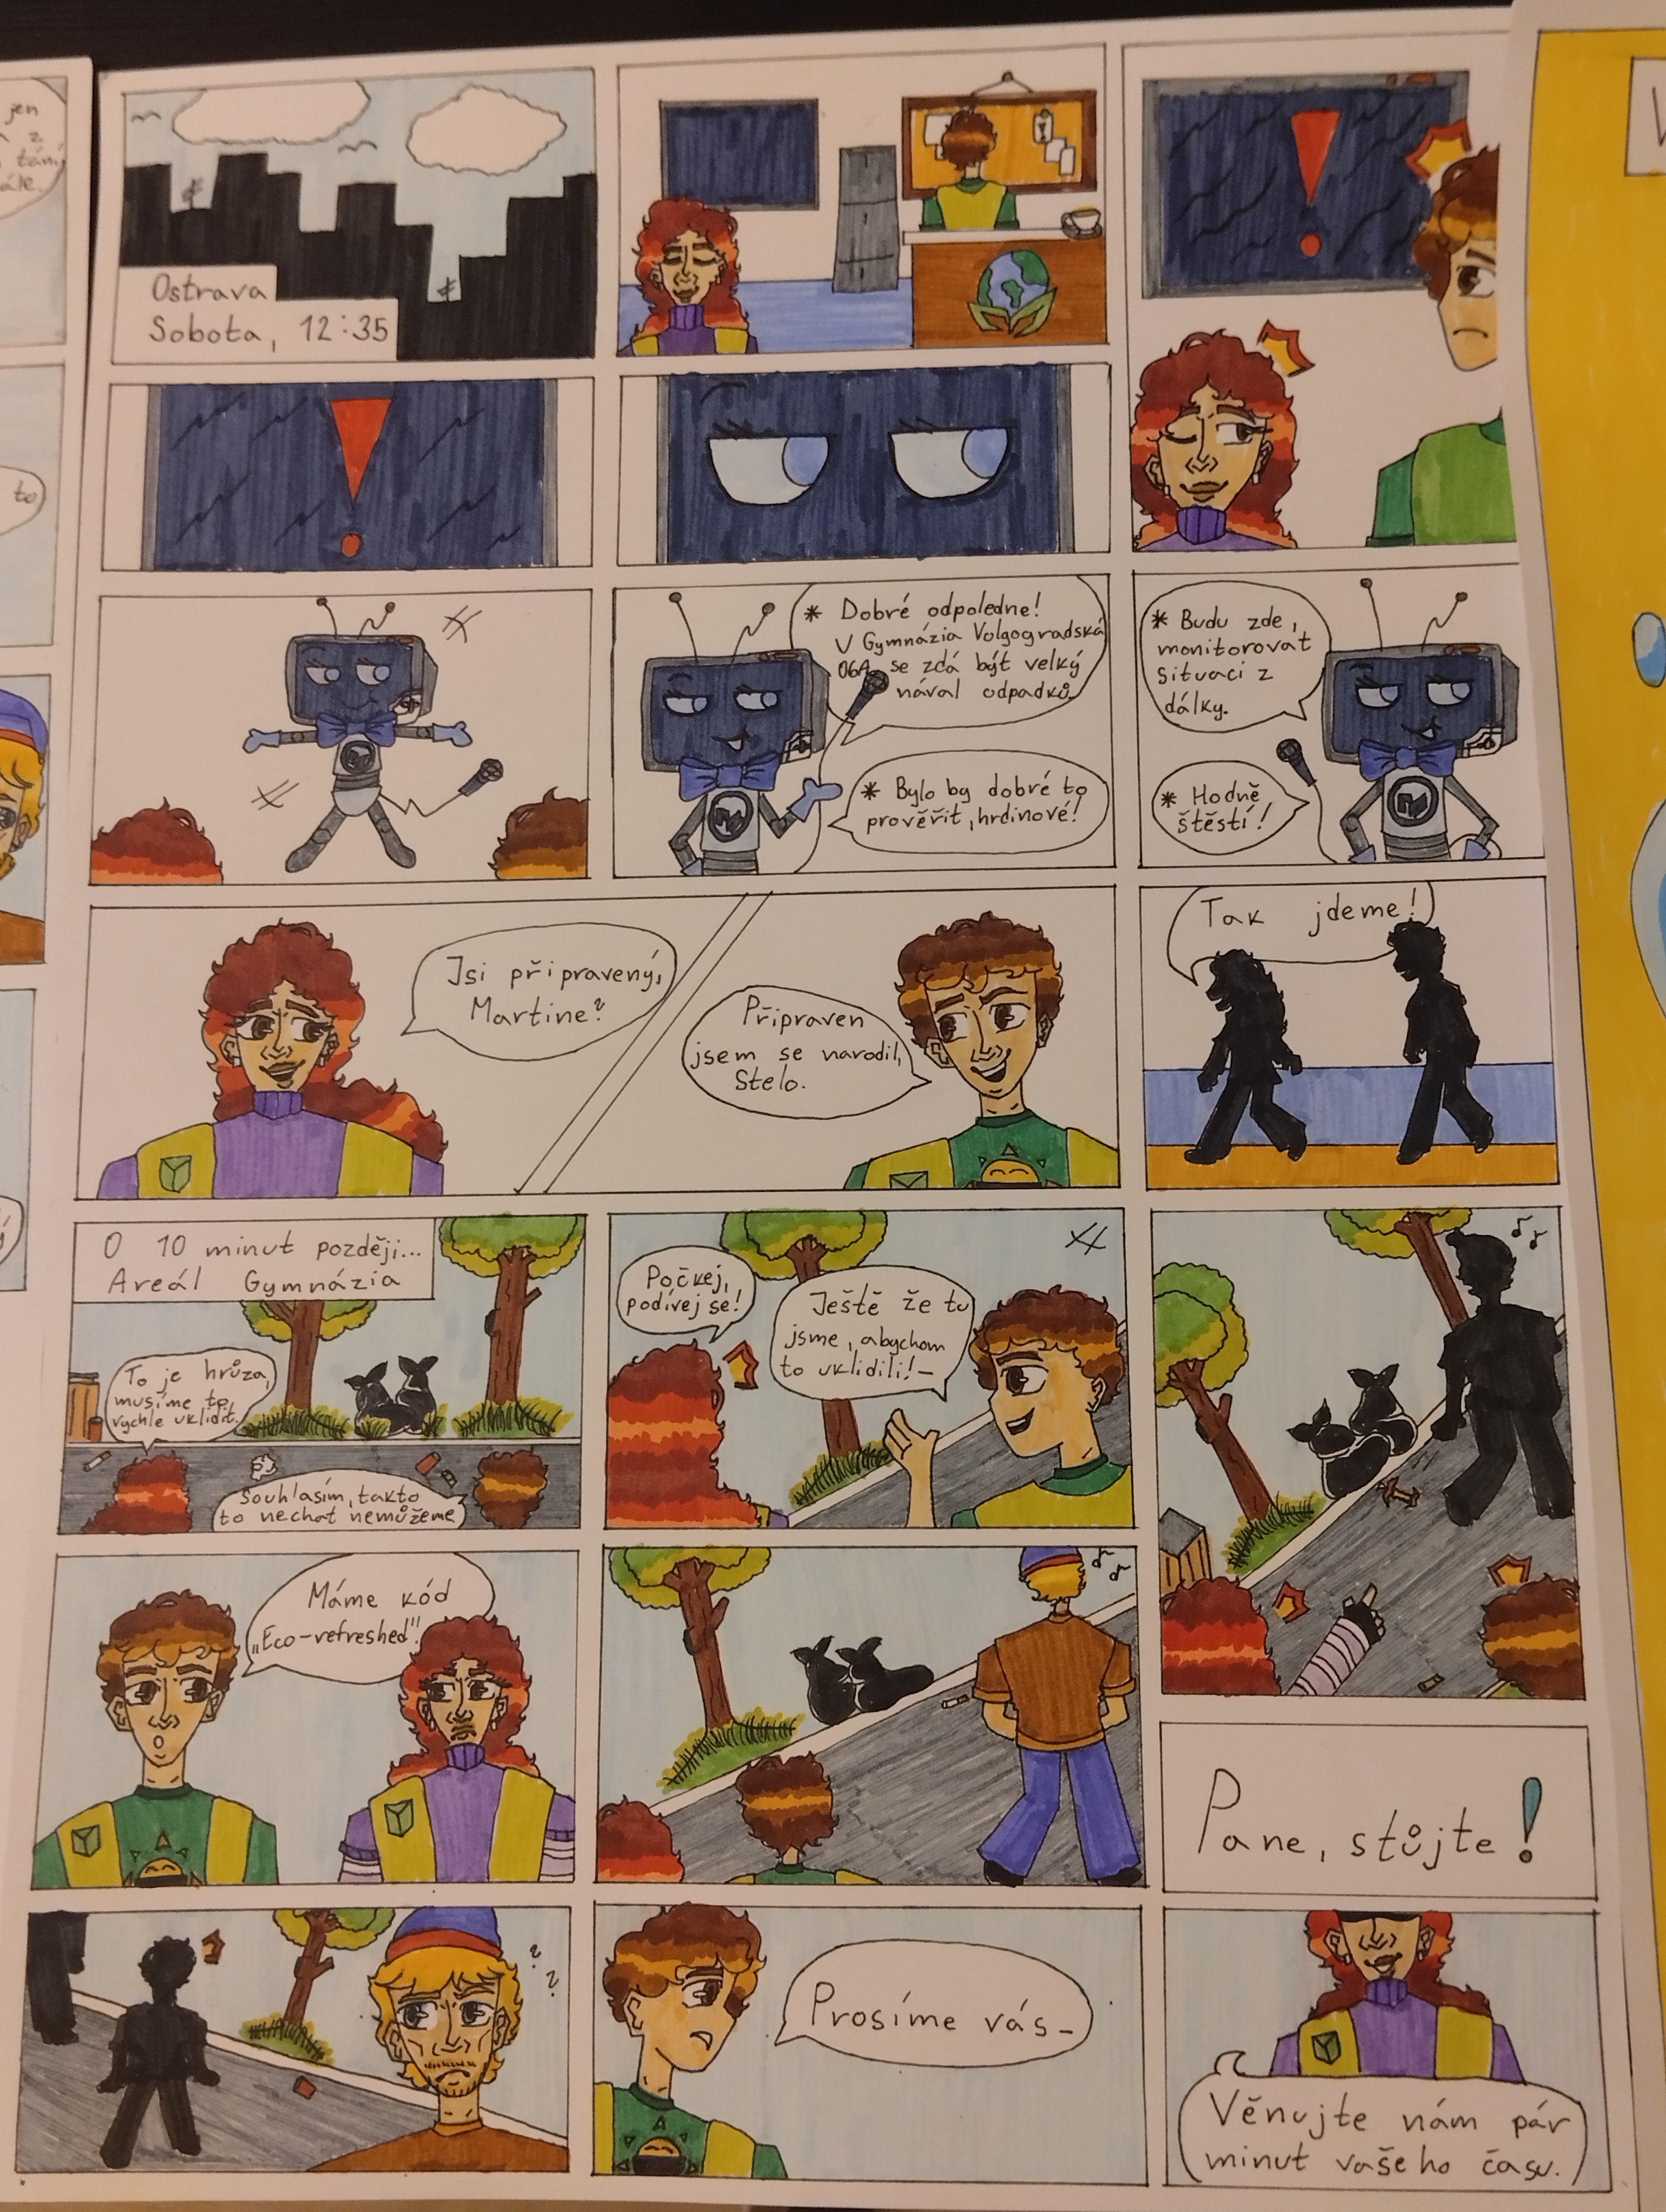 jen
z
to
Ostrava
Sobota, 12:35
* Dobré odpoledne!
V Gymnázia Volgogradská
06A se zdá být velký
nával odpadků
* Bylo by dobré to
prověřit, hrdinové!
* Budu zde,
monitorovat
situaci z
dálky.
* Hodně
štěstí!
Jsi připravený,
Martine?
Připraven
jsem se narodil,
Stelo.
Tak jdeme!
O 10 minut později...
Areál Gymnázia
To je hrůza,
musíme to
rychle uklidit.
Souhlasím, takto
to nechat nemůžeme
Počkej,
podívej se!
Ještě že tu
jsme, abychom
to uklidili!-
Máme kód
„Eco-refreshed"!
Pane, stůjte!
Prosíme vás-
Věnujte nám pár
minut vašeho času.